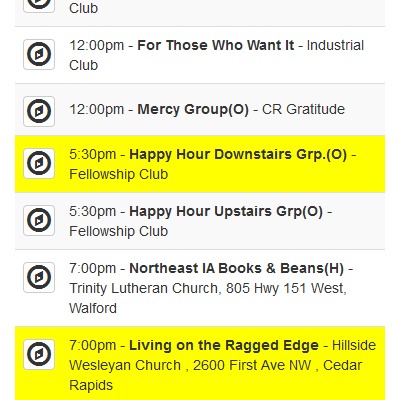 Club
12:00pm - For Those Who Want It - Industrial
Club
12:00pm - Mercy Group(O) - CR Gratitude
5:30pm - Happy Hour Downstairs Grp.(O) -
Fellowship Club
5:30pm - Happy Hour Upstairs Grp(O) -
Fellowship Club
7:00pm - Northeast IA Books & Beans(H) -
Trinity Lutheran Church, 805 Hwy 151 West,
Walford
7:00pm - Living on the Ragged Edge - Hillside
Wesleyan Church , 2600 First Ave NW , Cedar
Rapids